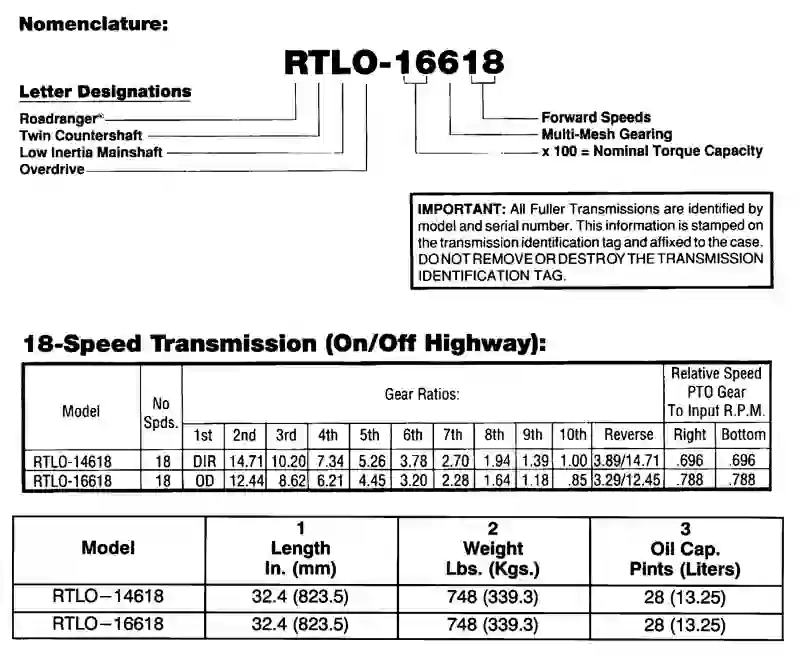 Nomenclature:
RTLO-16618
Letter Designations
Roadranger®
Twin Countershaft
Low Inertia Mainshaft
Overdrive
Forward Speeds
Multi-Mesh Gearing
x 100 = Nominal Torque Capacity
IMPORTANT: All Fuller Transmissions are identified by
model and serial number. This information is stamped on
the transmission identification tag and affixed to the case.
DO NOT REMOVE OR DESTROY THE TRANSMISSION
IDENTIFICATION TAG.
18-Speed Transmission (On/Off Highway):
Model No Spds. Gear Ratios: Relative Speed PTO Gear To Input R.P.M.
1st 2nd 3rd 4th 5th 6th 7th 8th 9th 10th Reverse Right Bottom
RTLO-14618 18 DIR 14.71 10.20 7.34 5.26 3.78 2.70 1.94 1.39 1.00 3.89/14.71 .696 .696
RTLO-16618 18 OD 12.44 8.62 6.21 4.45 3.20 2.28 1.64 1.18 .85 3.29/12.45 .788 .788
1 2 3
Model Length Weight Oil Cap.
In. (mm) Lbs. (Kgs.) Pints (Liters)
RTLO–14618 32.4 (823.5) 748 (339.3) 28 (13.25)
RTLO–16618 32.4 (823.5) 748 (339.3) 28 (13.25)